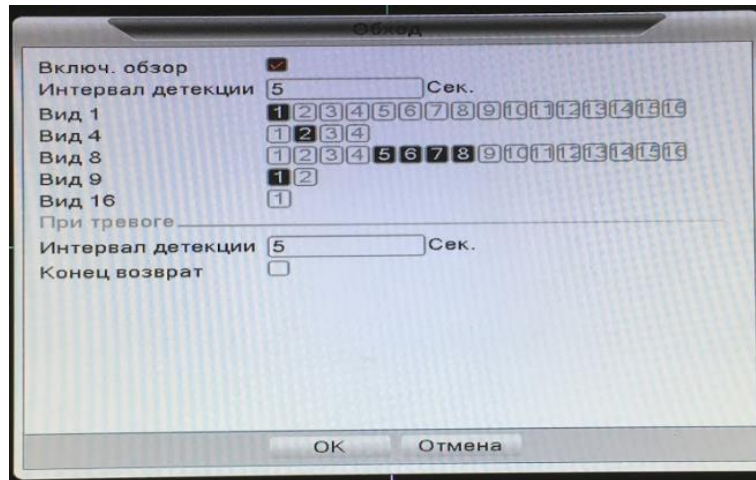 Обход
Включ. обзор
Интервал детекции 5 Сек.
Вид 1 1 2 3 4 5 6 7 8 9 10 11 12 13 14 15 16
Вид 4 1 2 3 4
Вид 8 1 2 3 4 5 6 7 8 9 10 11 12 13 14 15 16
Вид 9 1 2
Вид 16 1
При тревоге
Интервал детекции 5 Сек.
Конец возврат
OK Отмена